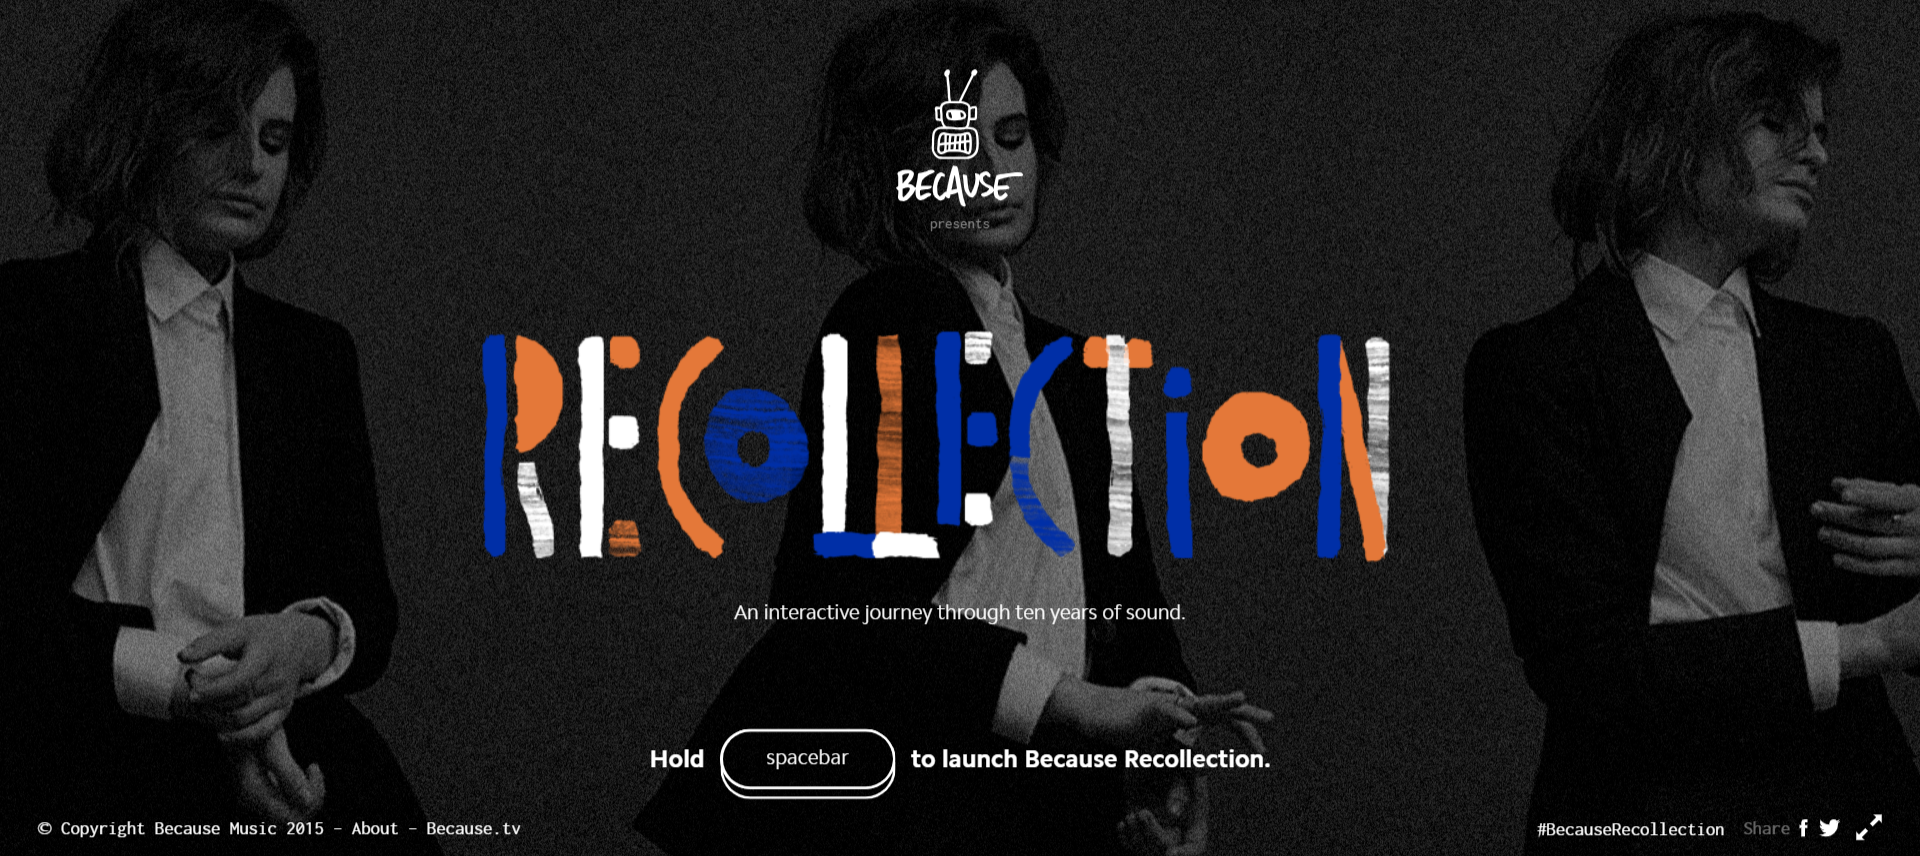 BECAUSE
presents
RECOLLECTION
An interactive journey through ten years of sound.
Hold spacebar to launch Because Recollection.
© Copyright Because Music 2015 - About - Because.tv
#BecauseRecollection Share